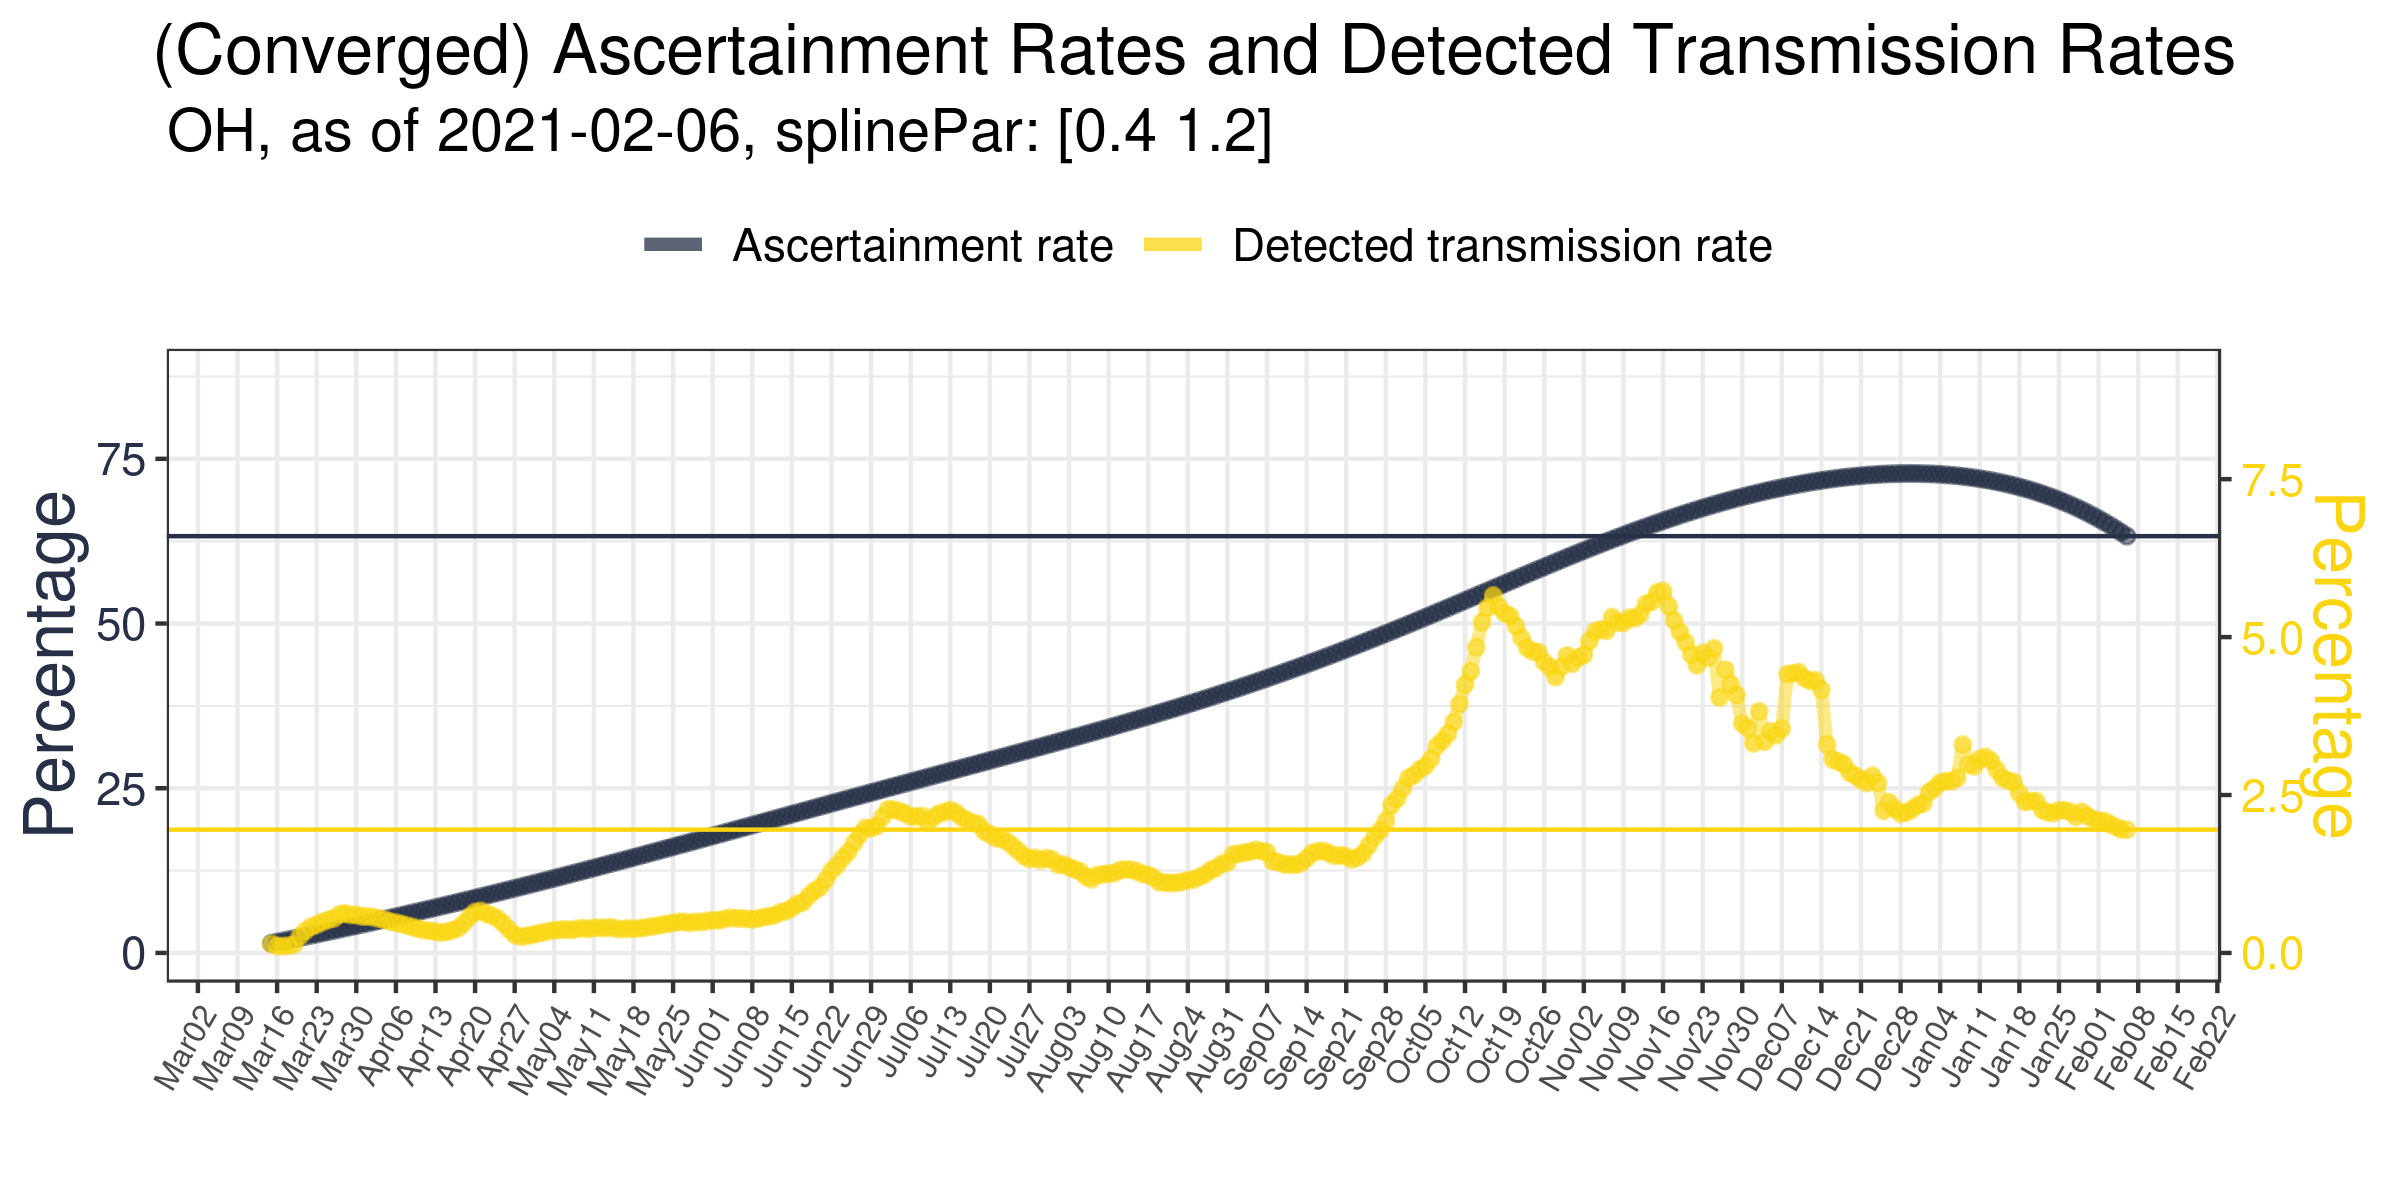 (Converged) Ascertainment Rates and Detected Transmission Rates
OH, as of 2021-02-06, splinePar: [0.4 1.2]
Ascertainment rate
Detected transmission rate
Percentage
75
50
25
0
7.5
5.0
2.5
0.0
Percentage
Mar02
Mar09
Mar16
Mar23
Mar30
Apr06
Apr13
Apr20
Apr27
May04
May11
May18
May25
Jun01
Jun08
Jun15
Jun22
Jun29
Jul06
Jul13
Jul20
Jul27
Aug03
Aug10
Aug17
Aug24
Aug31
Sep07
Sep14
Sep21
Sep28
Oct05
Oct12
Oct19
Oct26
Nov02
Nov09
Nov16
Nov23
Nov30
Dec07
Dec14
Dec21
Dec28
Jan04
Jan11
Jan18
Jan25
Feb01
Feb08
Feb15
Feb22